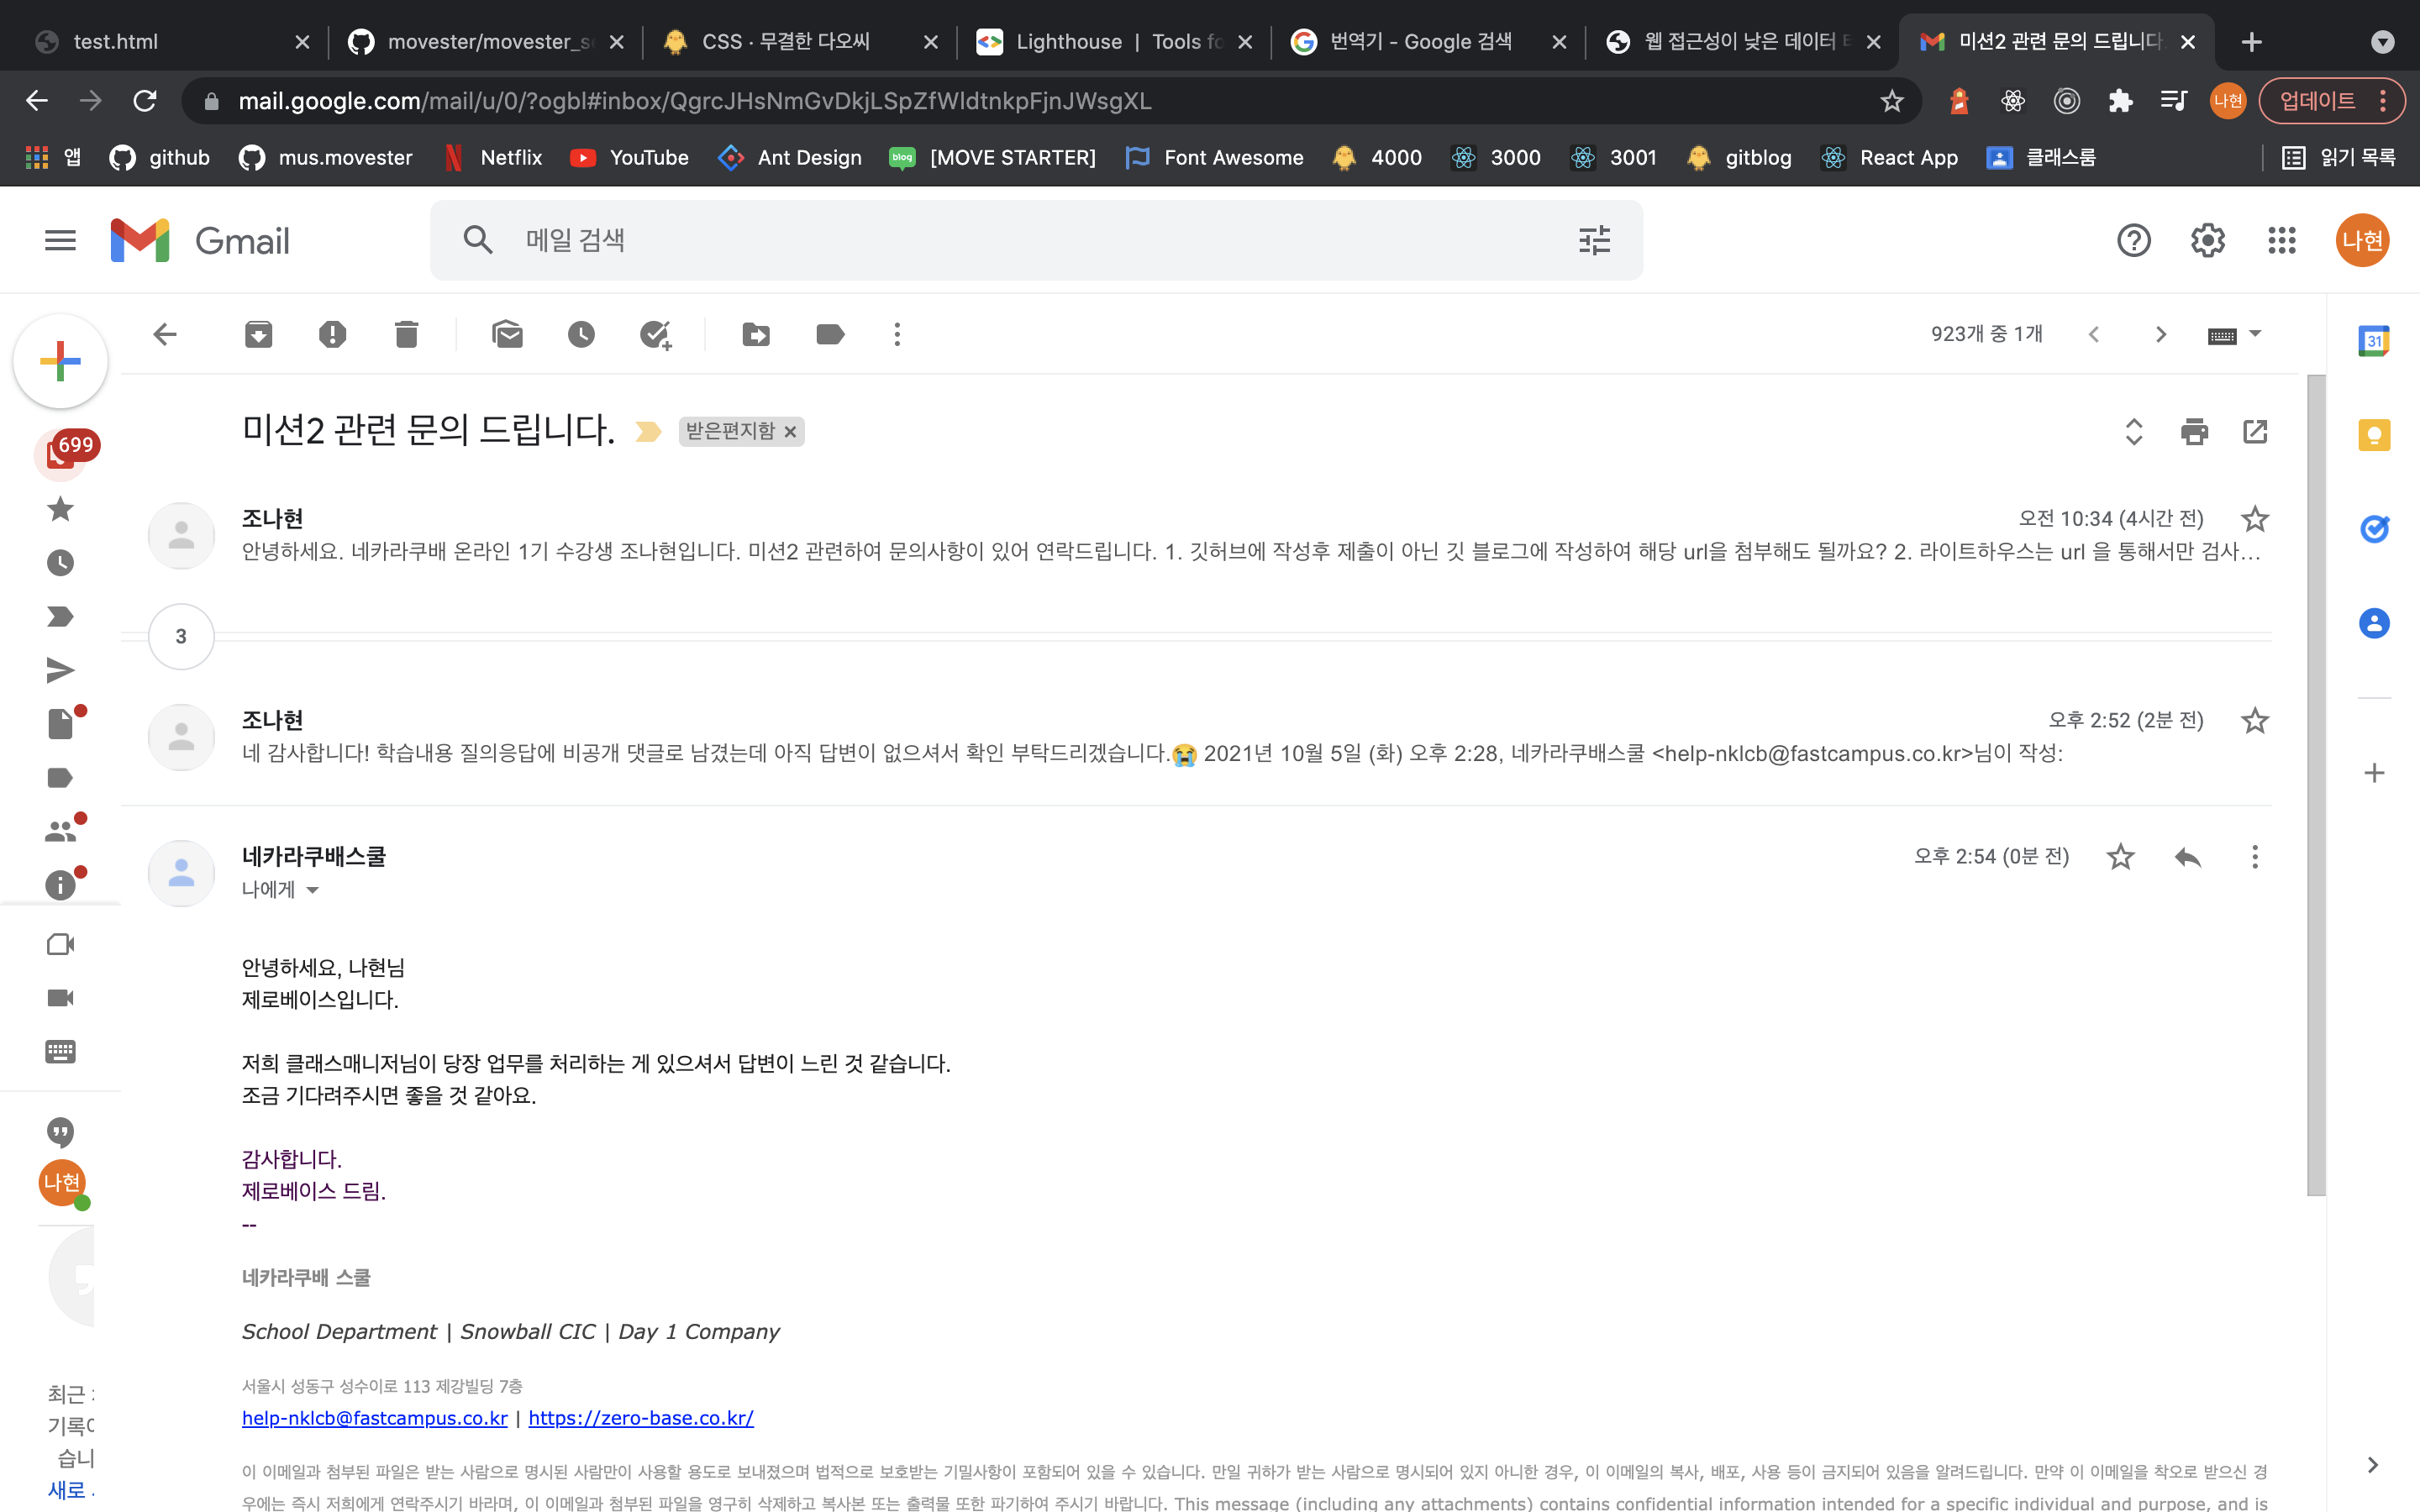 test.html
movester/movester_s
CSS · 무결한 다오씨
Lighthouse | Tools fo
번역기 - Google 검색
웹 접근성이 낮은 데이터
미션2 관련 문의 드립니다
mail.google.com/mail/u/0/?ogbl#inbox/QgrcJHsNmGvDkjLSpZfWldtnkpFjnJWsgXL
나현
업데이트
앱
github
mus.movester
Netflix
YouTube
Ant Design
blog
[MOVE STARTER]
Font Awesome
4000
3000
3001
gitblog
React App
클래스룸
읽기 목록
Gmail
메일 검색
나현
923개 중 1개
31
699
미션2 관련 문의 드립니다.
받은편지함 ×
조나현
오전 10:34 (4시간 전)
안녕하세요. 네카라쿠배 온라인 1기 수강생 조나현입니다. 미션2 관련하여 문의사항이 있어 연락드립니다. 1. 깃허브에 작성후 제출이 아닌 깃 블로그에 작성하여 해당 url을 첨부해도 될까요? 2. 라이트하우스는 url 을 통해서만 검사...
3
조나현
오후 2:52 (2분 전)
네 감사합니다! 학습내용 질의응답에 비공개 댓글로 남겼는데 아직 답변이 없으셔서 확인 부탁드리겠습니다.😭 2021년 10월 5일 (화) 오후 2:28, 네카라쿠배스쿨 <help-nklcb@fastcampus.co.kr>님이 작성:
네카라쿠배스쿨
오후 2:54 (0분 전)
나에게
안녕하세요, 나현님
제로베이스입니다.
저희 클래스매니저님이 당장 업무를 처리하는 게 있으셔서 답변이 느린 것 같습니다.
조금 기다려주시면 좋을 것 같아요.
감사합니다.
제로베이스 드림.
--
네카라쿠배 스쿨
School Department | Snowball CIC | Day 1 Company
서울시 성동구 성수이로 113 제강빌딩 7층
help-nklcb@fastcampus.co.kr | https://zero-base.co.kr/
이 이메일과 첨부된 파일은 받는 사람으로 명시된 사람만이 사용할 용도로 보내졌으며 법적으로 보호받는 기밀사항이 포함되어 있을 수 있습니다. 만일 귀하가 받는 사람으로 명시되어 있지 아니한 경우, 이 이메일의 복사, 배포, 사용 등이 금지되어 있음을 알려드립니다. 만약 이 이메일을 착오로 받으신 경
우에는 즉시 저희에게 연락주시기 바라며, 이 이메일과 첨부된 파일을 영구히 삭제하고 복사본 또는 출력물 또한 파기하여 주시기 바랍니다. This message (including any attachments) contains confidential information intended for a specific individual and purpose, and is
나현
최근
기록
습니
새로